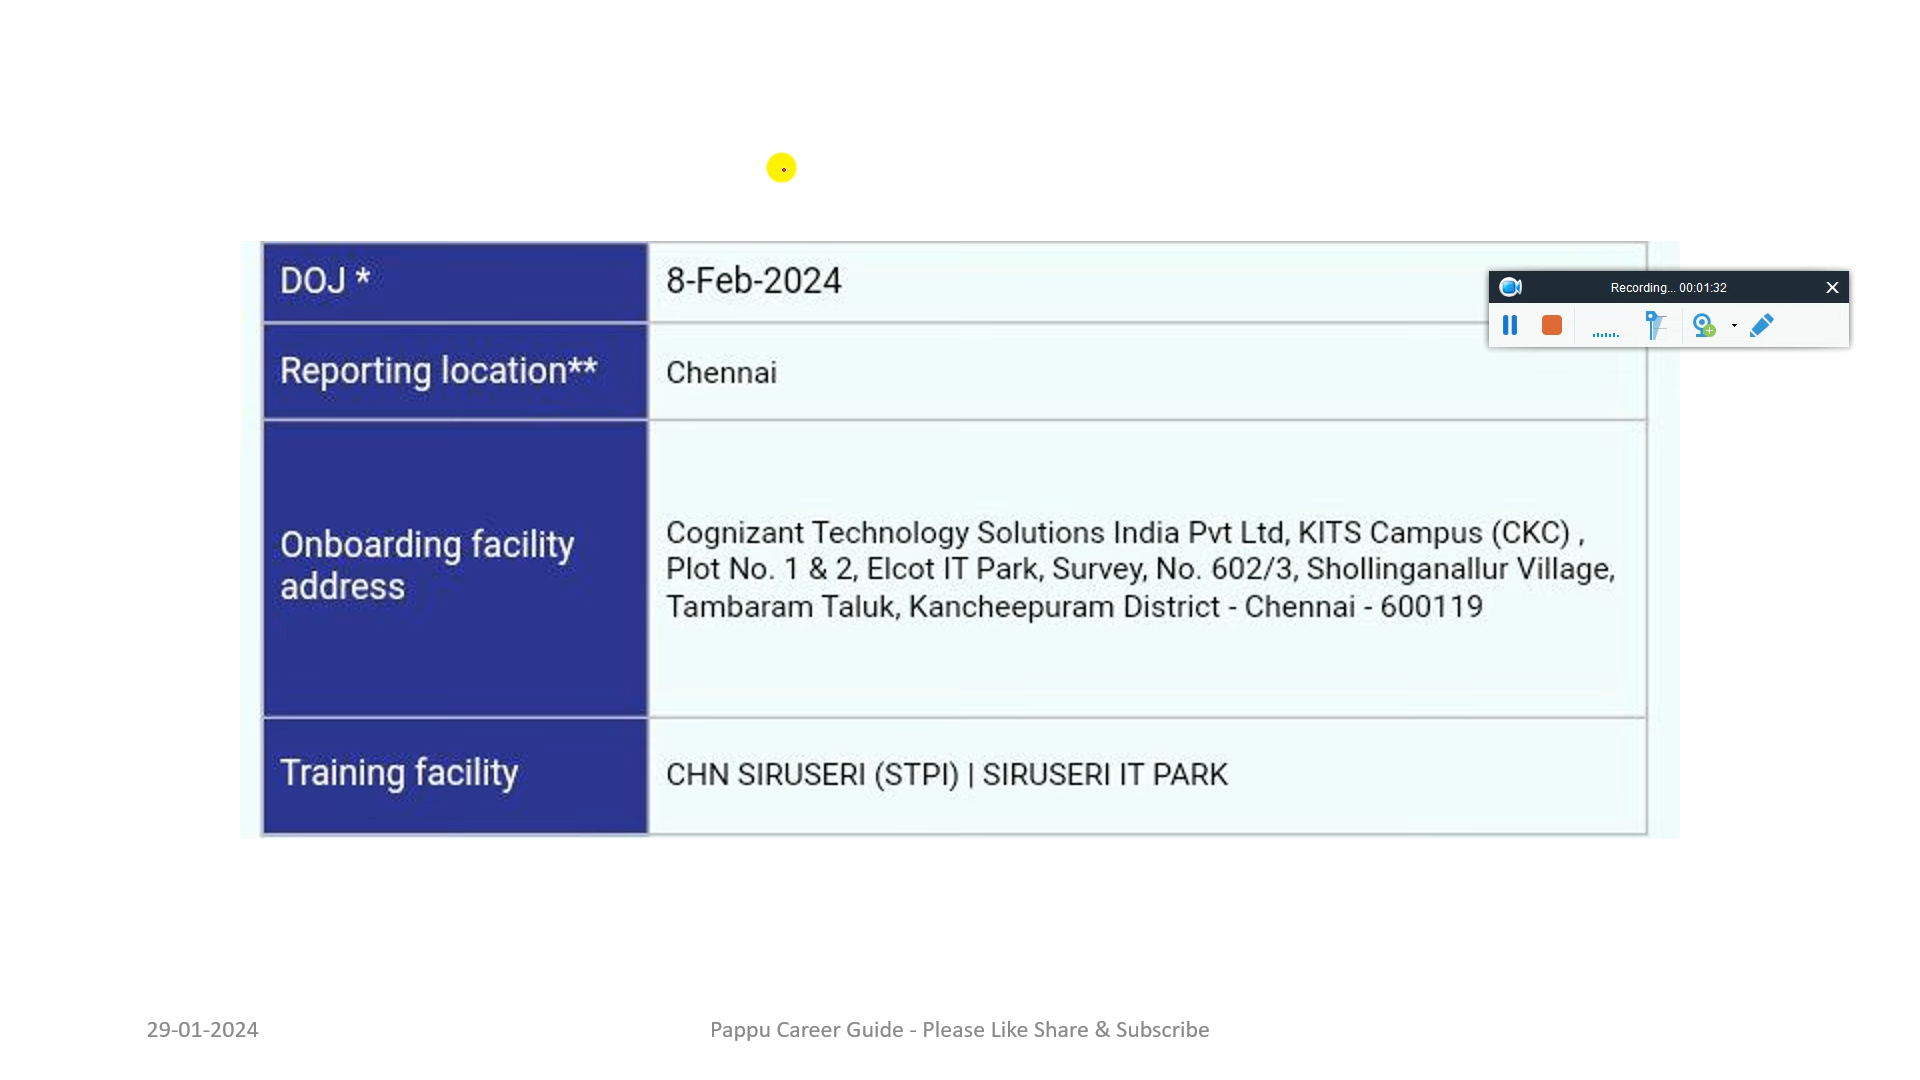 DOJ *
8-Feb-2024
Recording... 00:01:32
Reporting location**
Chennai
Onboarding facility
address
Cognizant Technology Solutions India Pvt Ltd, KITS Campus (CKC) ,
Plot No. 1 & 2, Elcot IT Park, Survey, No. 602/3, Shollinganallur Village,
Tambaram Taluk, Kancheepuram District - Chennai - 600119
Training facility
CHN SIRUSERI (STPI) | SIRUSERI IT PARK
29-01-2024
Pappu Career Guide - Please Like Share & Subscribe